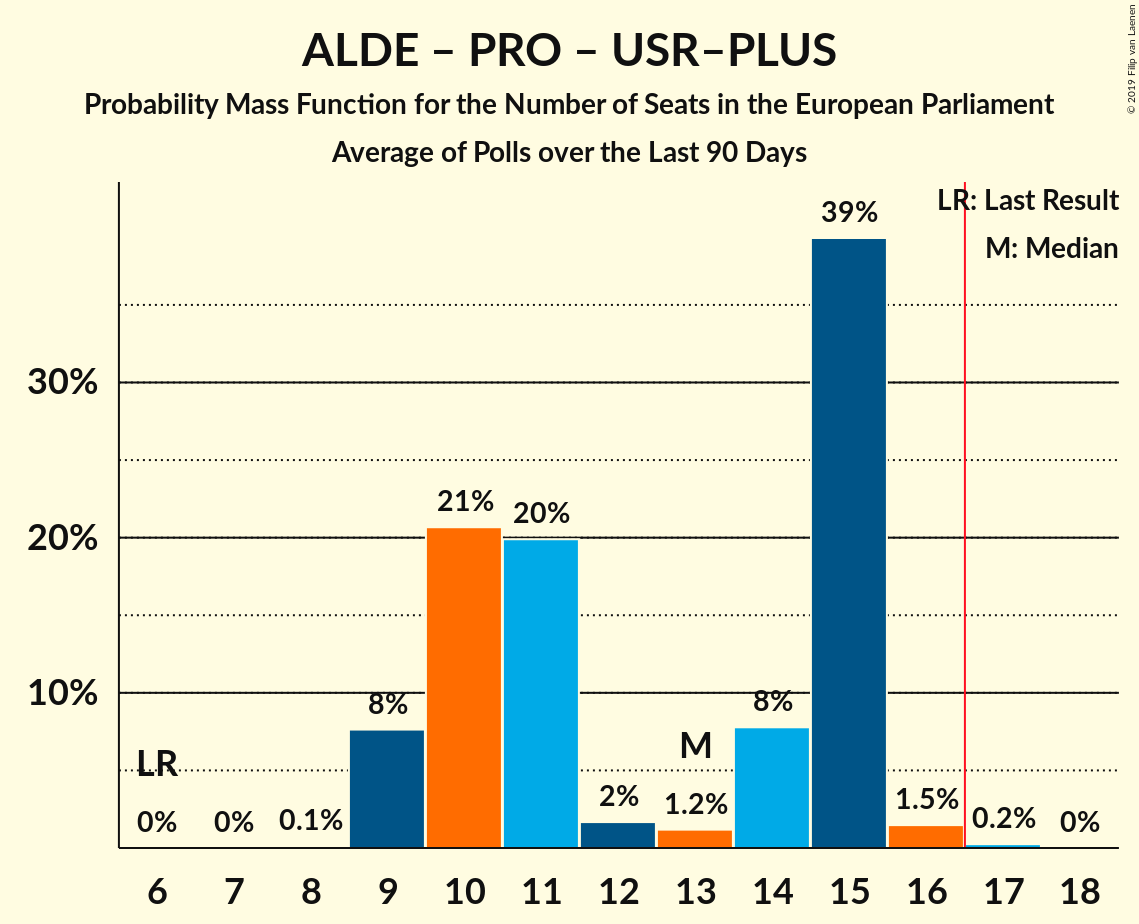 ALDE – PRO – USR–PLUS
Probability Mass Function for the Number of Seats in the European Parliament
Average of Polls over the Last 90 Days
© 2019 Filip van Laenen
LR: Last Result
M: Median
39%
30%
21%
20%
20%
10%
8%
8%
M
LR
2%
1.2%
1.5%
0%
0%
0.1%
0.2%
0%
6 7 8 9 10 11 12 13 14 15 16 17 18